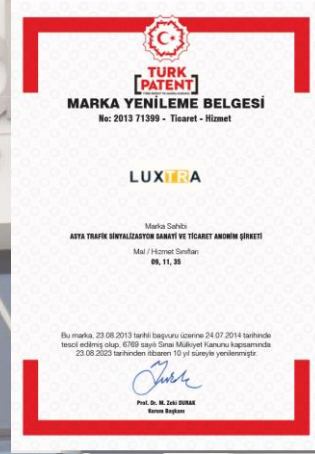 TÜRK
PATENT
MARKA YENİLEME BELGESİ
No: 2013 71399 - Ticaret - Hizmet
LUXTRA
Marka Sahibi
ASYA TRAFİK SİNYALİZASYON SANAYİ VE TİCARET ANONİM ŞİRKETİ
Mal / Hizmet Sınıfları
09, 11, 35
Bu marka, 23.08.2013 tarihli başvuru üzerine 24.07.2014 tarihinde
tescil edilmiş olup, 6769 sayılı Sınai Mülkiyet Kanunu kapsamında
23.08.2023 tarihinden itibaren 10 yıl süreyle yenilenmiştir.
Prof. Dr. M. Zeki DURAK
Kurum Başkanı